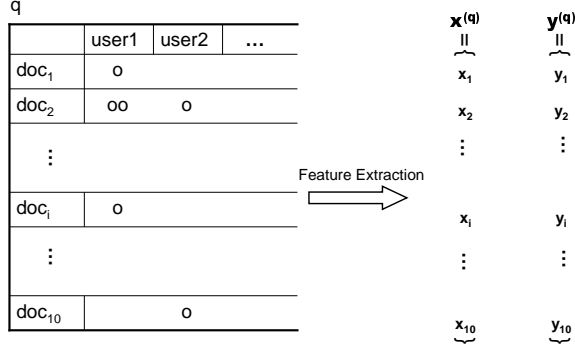 q
user1 user2 ...
doc1 o
doc2 oo o
⋮
doci o
⋮
doc10 o
Feature Extraction
x(q) y(q)
= =
x1 y1
x2 y2
⋮ ⋮
xi yi
⋮ ⋮
x10 y10